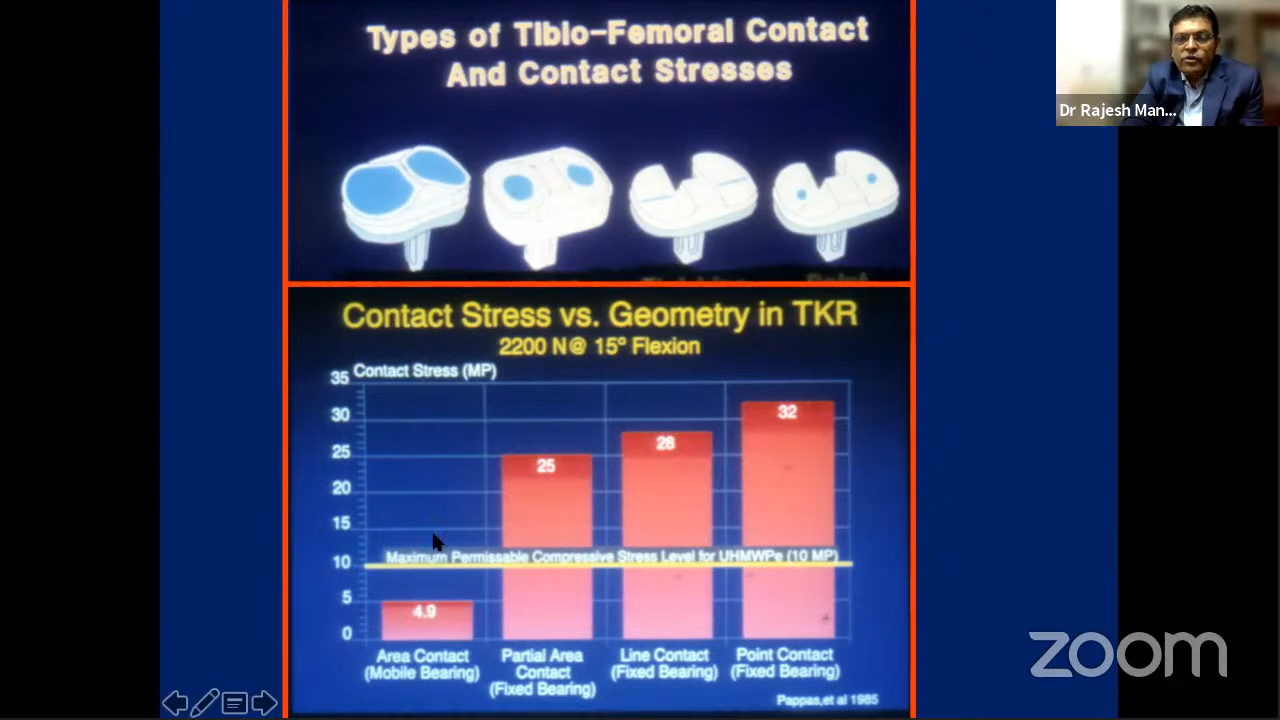 Types of Tibio-Femoral Contact
And Contact Stresses
Dr Rajesh Man...
Contact Stress vs. Geometry in TKR
2200 N@ 15° Flexion
Contact Stress (MP)
35
30
25
20
15
10
5
0
4.9
25
28
32
Maximum Permissable Compressive Stress Level for UHMWPe (10 MP)
Area Contact
(Mobile Bearing)
Partial Area
Contact
(Fixed Bearing)
Line Contact
(Fixed Bearing)
Point Contact
(Fixed Bearing)
Pappas,et al 1985
zoom